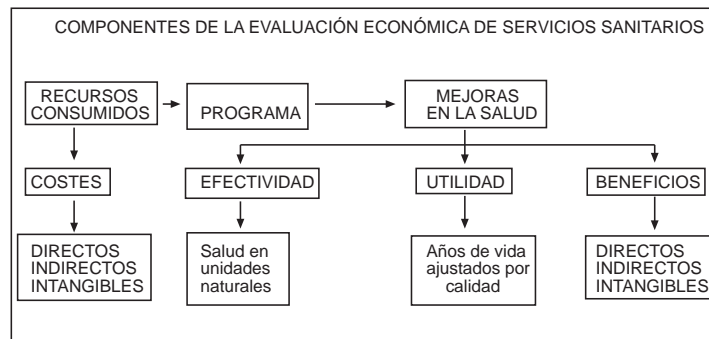 COMPONENTES DE LA EVALUACIÓN ECONÓMICA DE SERVICIOS SANITARIOS
RECURSOS
CONSUMIDOS
PROGRAMA
MEJORAS
EN LA SALUD
COSTES
EFECTIVIDAD
UTILIDAD
BENEFICIOS
DIRECTOS
INDIRECTOS
INTANGIBLES
Salud en
unidades
naturales
Años de vida
ajustados por
calidad
DIRECTOS
INDIRECTOS
INTANGIBLES